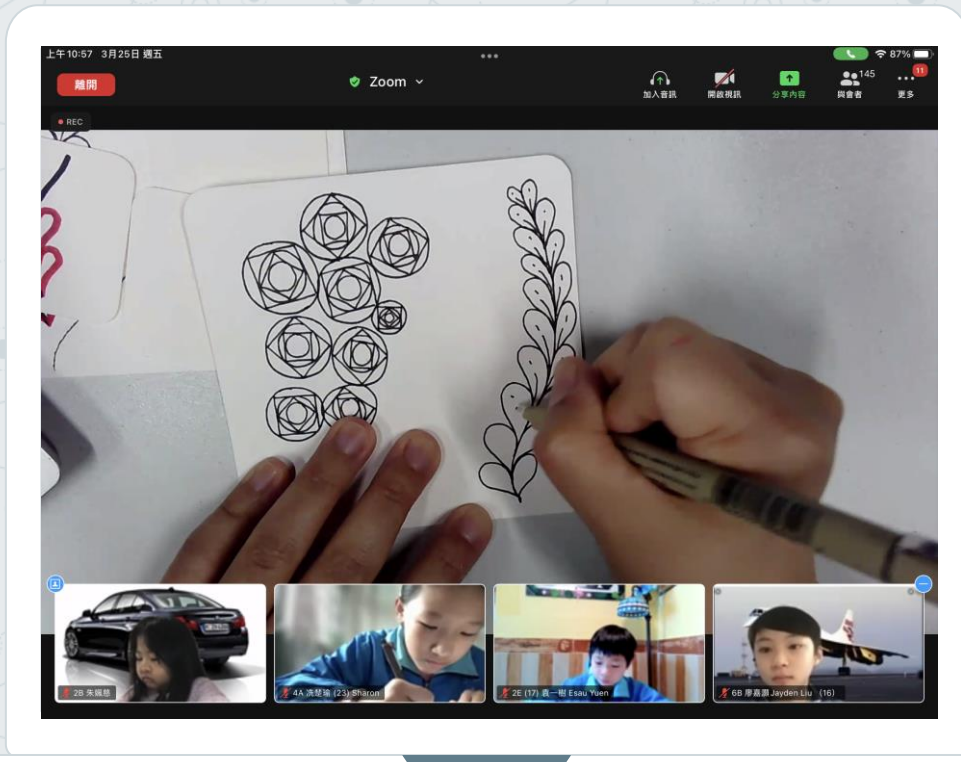 上午10:57 3月25日 週五
87%
離開
Zoom
加入音訊
開啟視訊
分享內容
145
與會者
11
更多
REC
2B 朱珮慈
4A 冼楚瑜 (23) Sharon
2E (17) 袁一樹 Esau Yuen
6B 廖嘉灝 Jayden Liu (16)